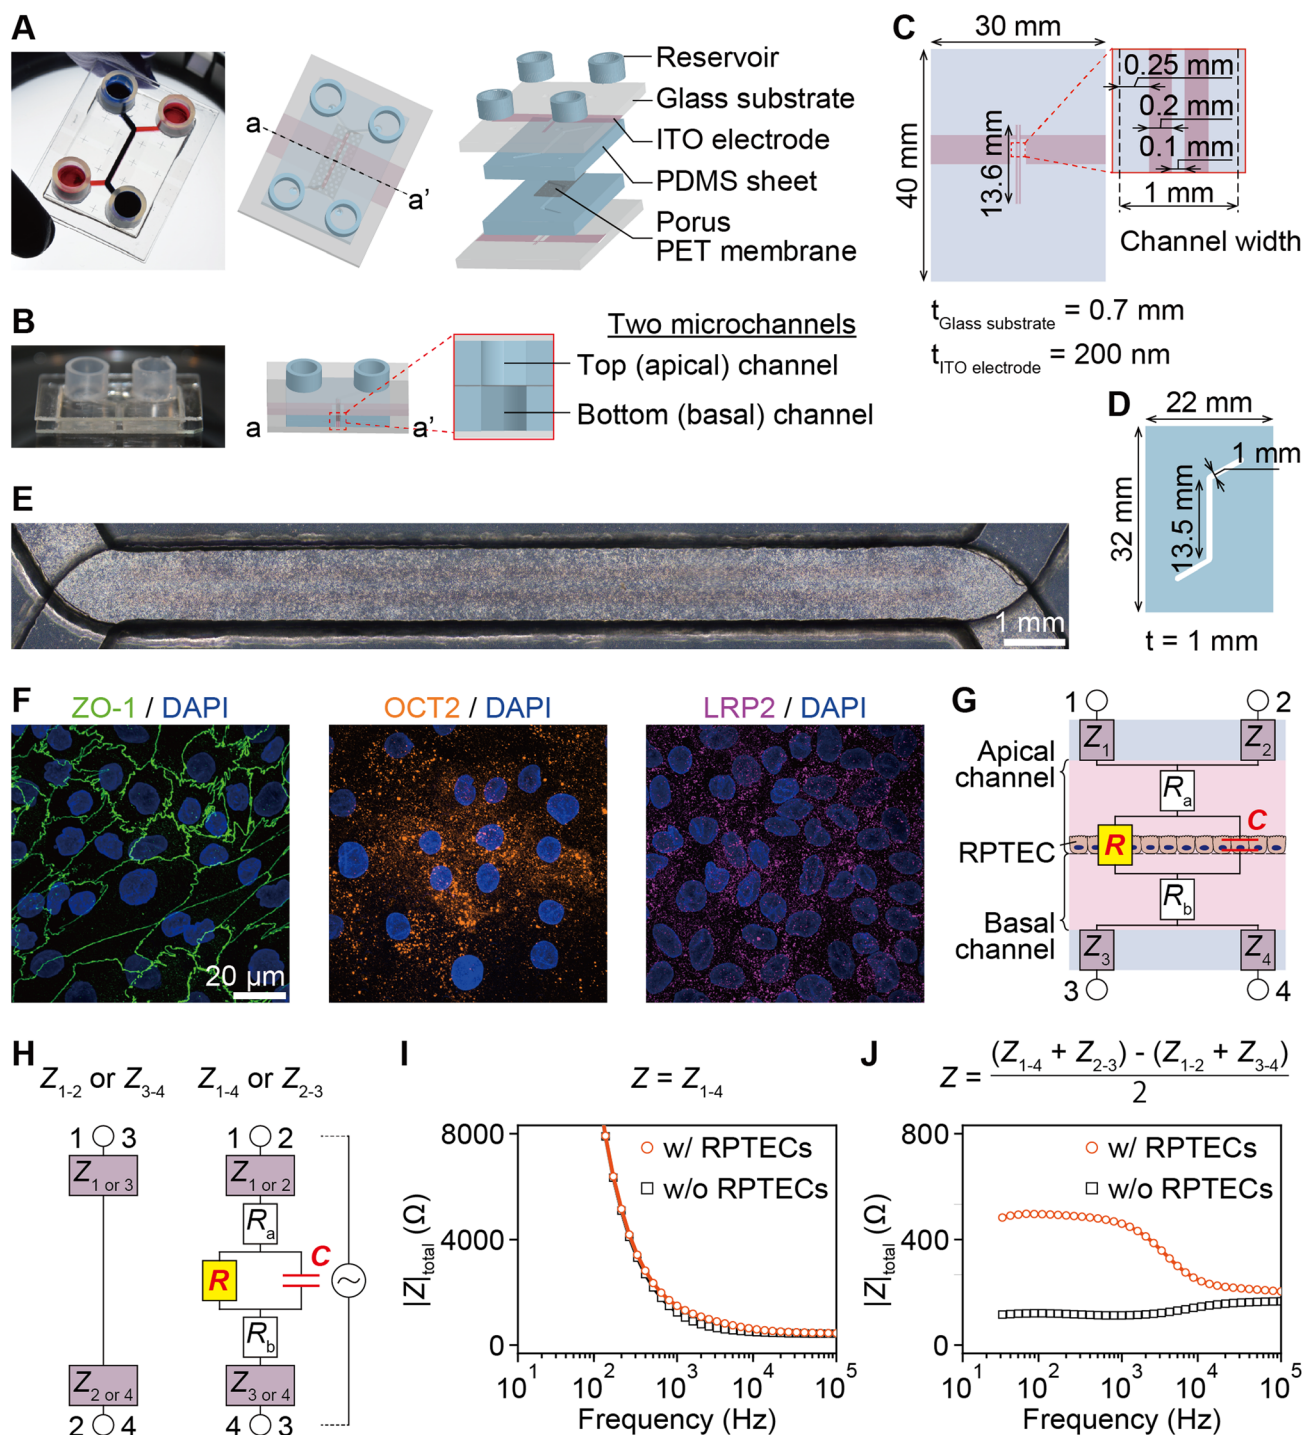 A
Reservoir
Glass substrate
ITO electrode
PDMS sheet
Porus
PET membrane
a
a'
B
Two microchannels
Top (apical) channel
Bottom (basal) channel
a
a'
C
30 mm
40 mm
13.6 mm
0.25 mm
0.2 mm
0.1 mm
1 mm
Channel width
tGlass substrate = 0.7 mm
tITO electrode = 200 nm
D
22 mm
32 mm
13.5 mm
1 mm
t = 1 mm
E
1 mm
F
ZO-1 / DAPI
OCT2 / DAPI
LRP2 / DAPI
20 µm
G
1
2
Z1
Z2
Apical
channel
Ra
C
RPTEC
R
Rb
Basal
channel
Z3
Z4
3
4
H
Z1-2 or Z3-4
Z1-4 or Z2-3
1
3
1
2
Z1 or 3
Z1 or 2
Ra
R
C
Rb
Z2 or 4
Z3 or 4
2
4
4
3
I
Z = Z1-4
8000
4000
0
|Z|total (Ω)
w/ RPTECs
w/o RPTECs
10^1
10^2
10^3
10^4
10^5
Frequency (Hz)
J
Z = (Z1-4 + Z2-3) - (Z1-2 + Z3-4)
2
800
400
0
|Z|total (Ω)
w/ RPTECs
w/o RPTECs
10^1
10^2
10^3
10^4
10^5
Frequency (Hz)